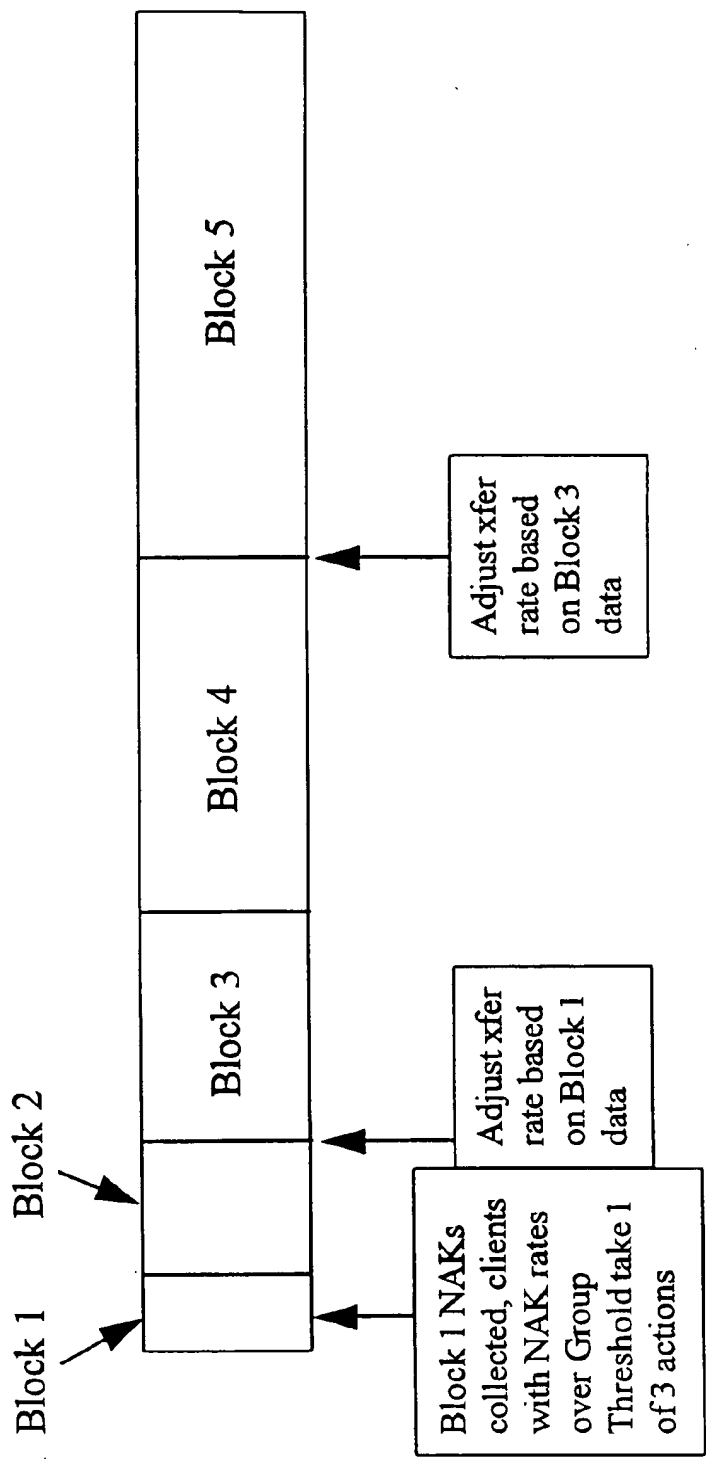 Block 1
Block 2
Block 3
Block 4
Block 5
Block 1 NAKs
collected, clients
with NAK rates
over Group
Threshold take 1
of 3 actions
Adjust xfer
rate based
on Block 1
data
Adjust xfer
rate based
on Block 3
data